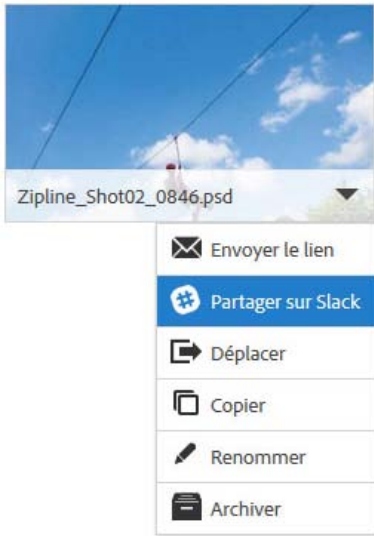 Zipline_Shot02_0846.psd
Envoyer le lien
Partager sur Slack
Déplacer
Copier
Renommer
Archiver